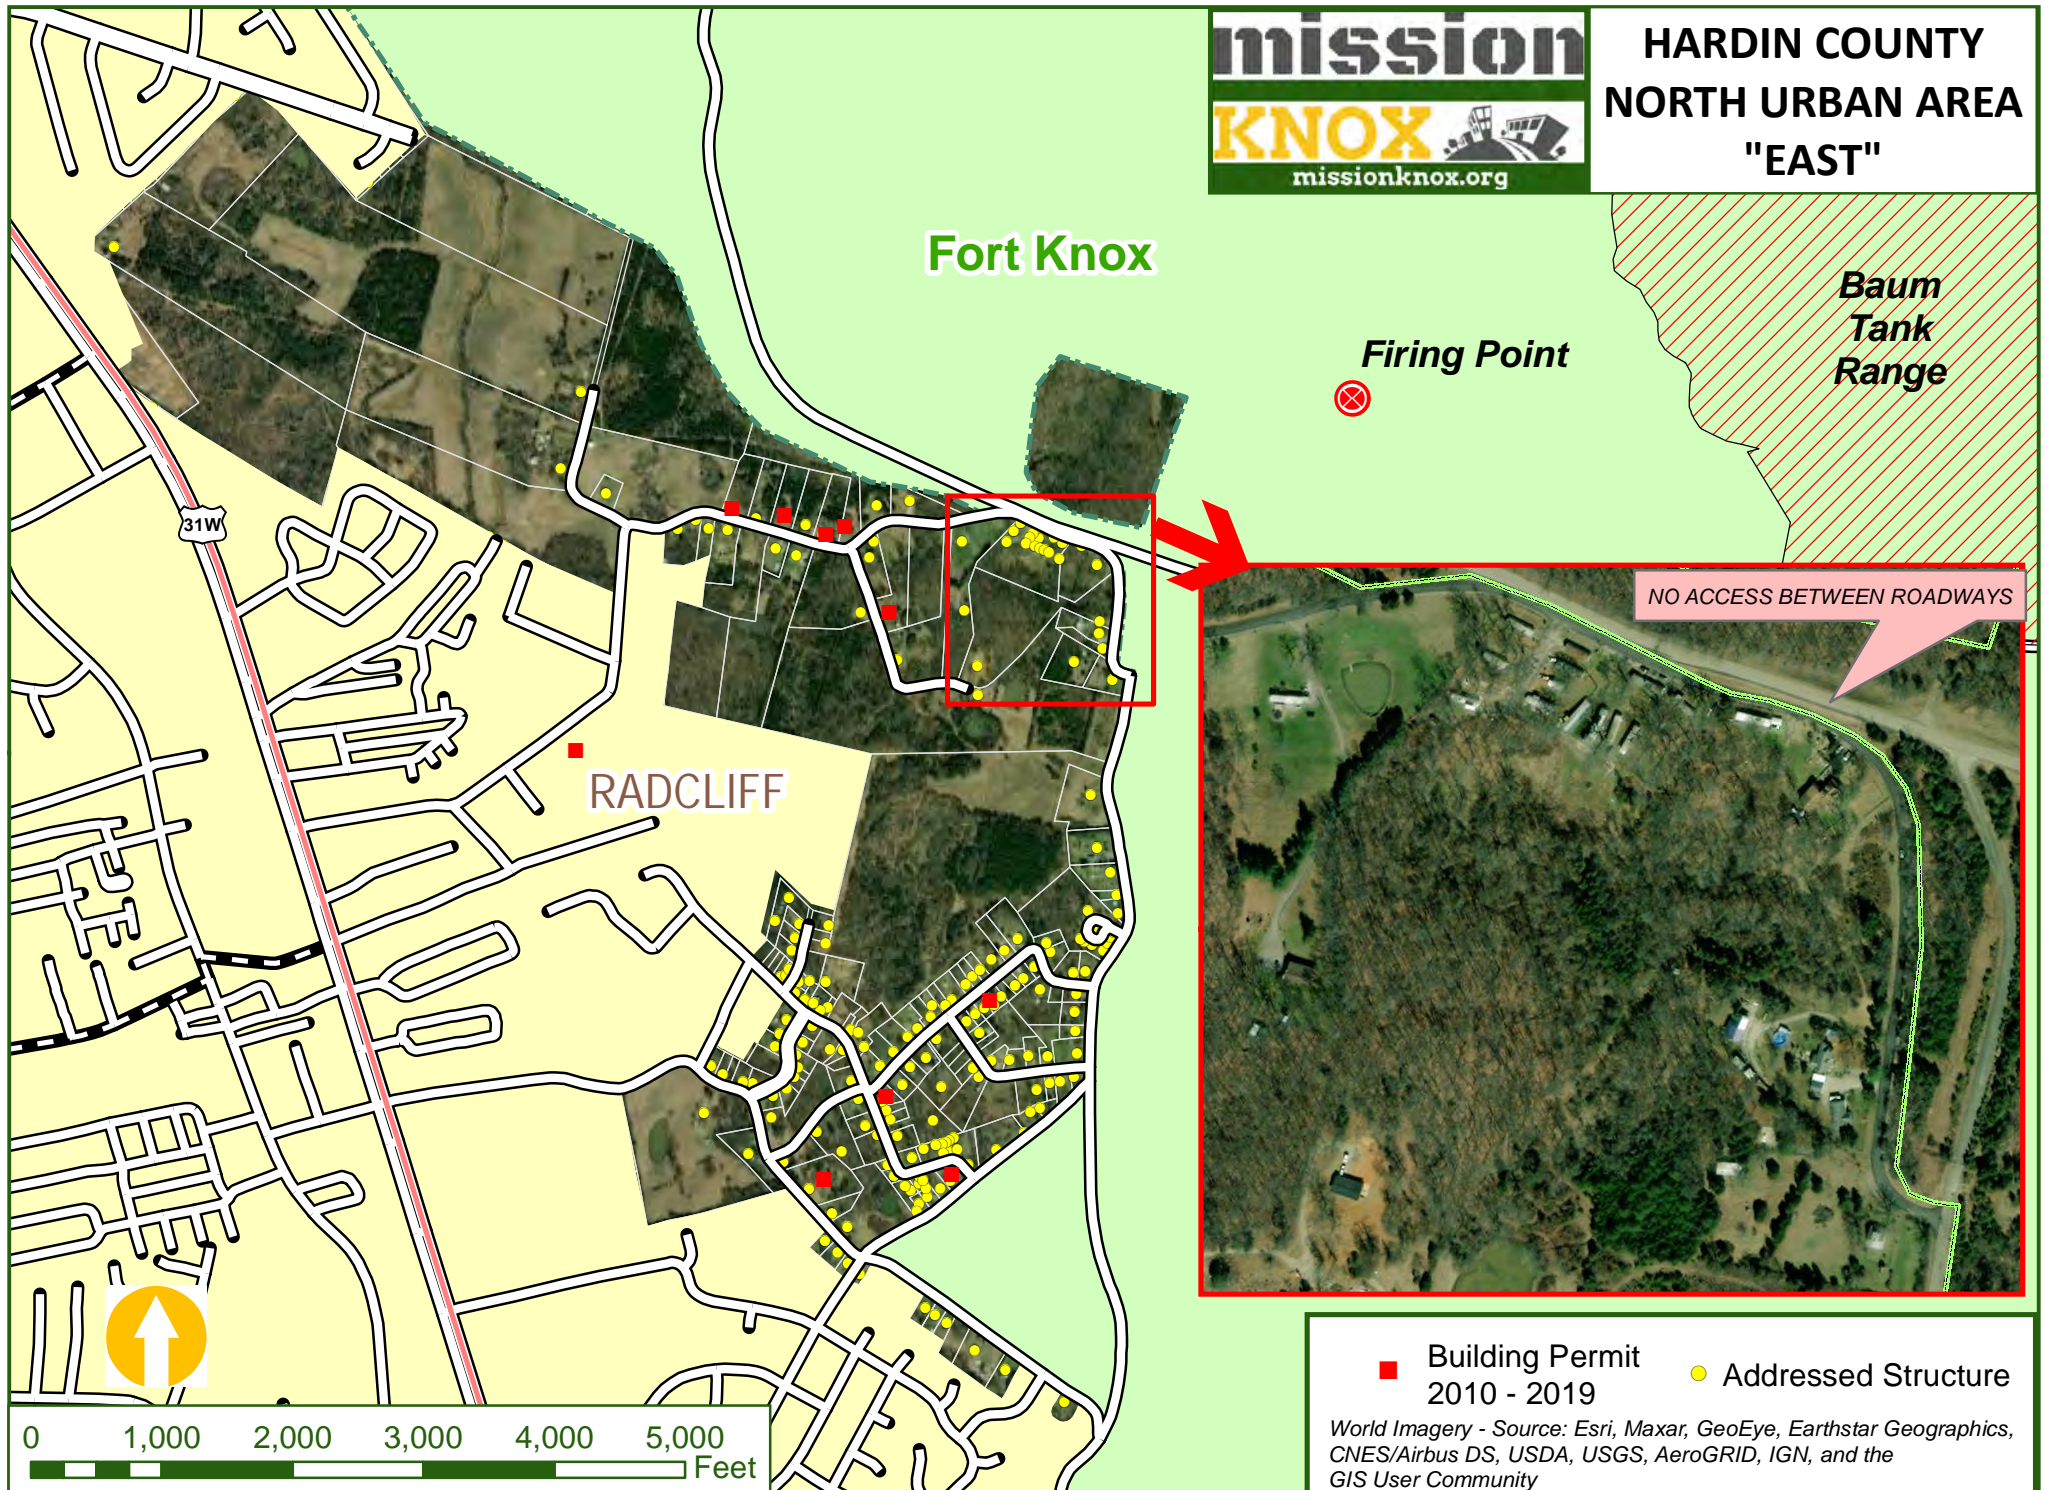 mission
KNOX
missionknox.org
HARDIN COUNTY
NORTH URBAN AREA
"EAST"
Fort Knox
Baum
Tank
Range
Firing Point
31W
NO ACCESS BETWEEN ROADWAYS
RADCLIFF
Building Permit
2010 - 2019
Addressed Structure
World Imagery - Source: Esri, Maxar, GeoEye, Earthstar Geographics,
CNES/Airbus DS, USDA, USGS, AeroGRID, IGN, and the
GIS User Community
0 1,000 2,000 3,000 4,000 5,000
Feet